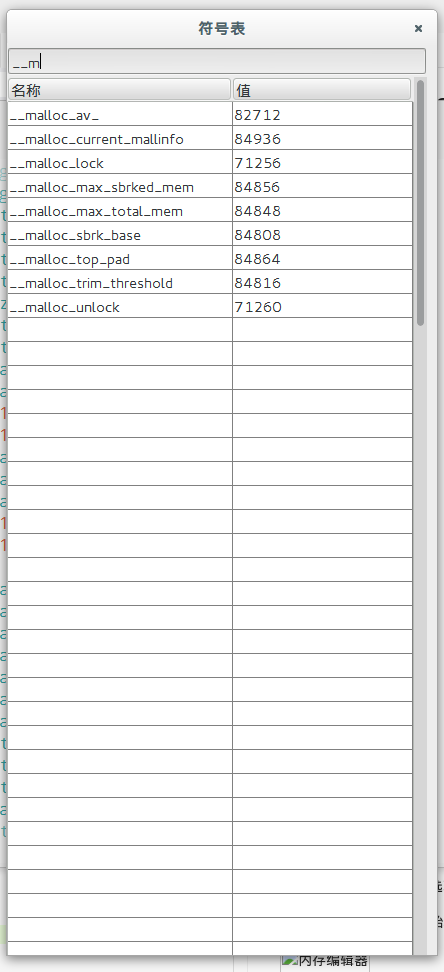 符号表
__m
名称 值
__malloc_av_ 82712
__malloc_current_mallinfo 84936
__malloc_lock 71256
__malloc_max_sbrked_mem 84856
__malloc_max_total_mem 84848
__malloc_sbrk_base 84808
__malloc_top_pad 84864
__malloc_trim_threshold 84816
__malloc_unlock 71260
内存编辑器